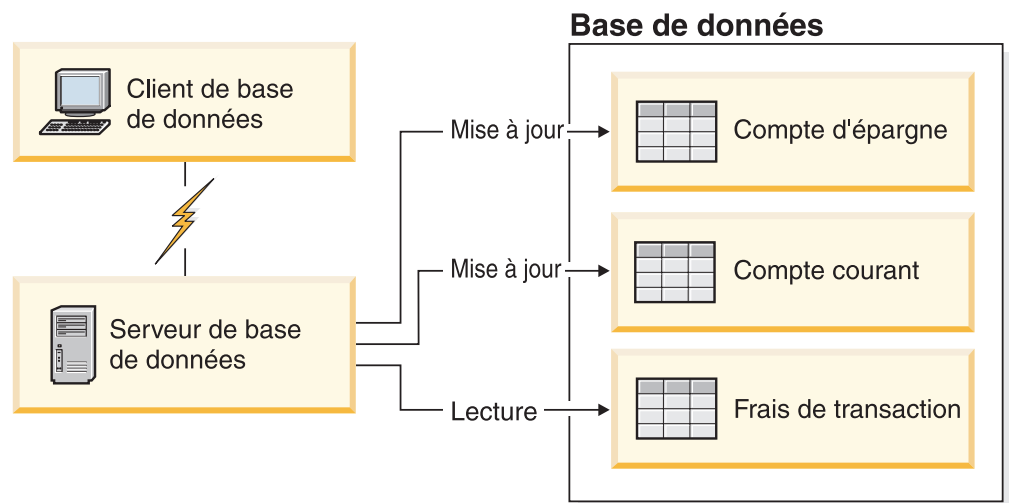 Base de données
Client de base
de données
Mise à jour
Compte d'épargne
Mise à jour
Compte courant
Serveur de base
de données
Lecture
Frais de transaction